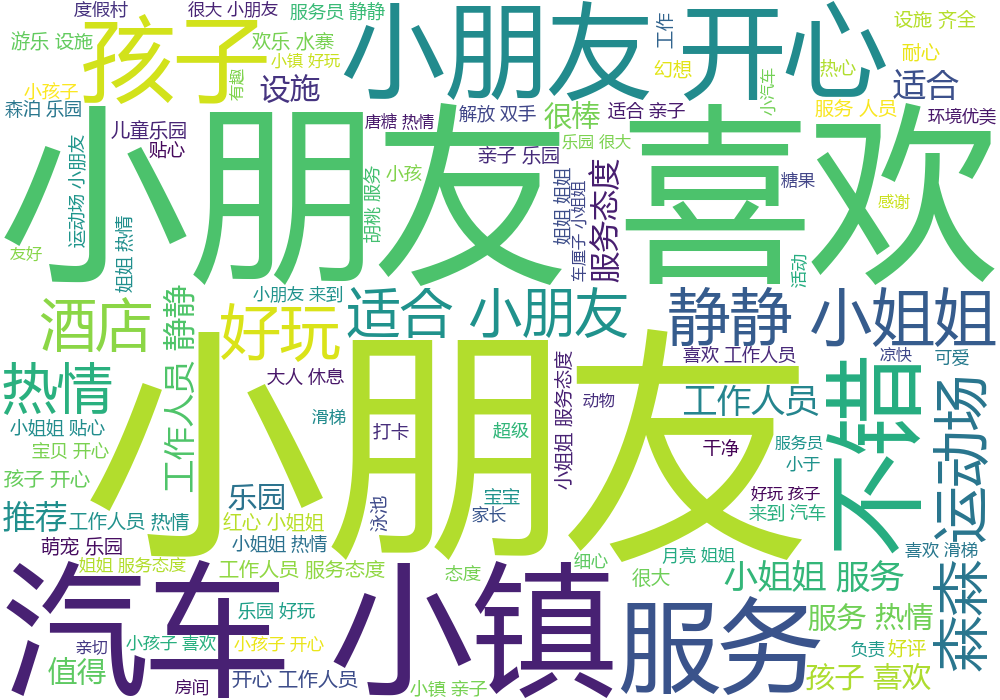 度假村
很大 小朋友
服务员 静静
小朋友 开心
工作
设施 齐全
游乐 设施
孩子
欢乐 水寨
小镇 好玩
幻想
热心
耐心
小孩子
有趣
设施
小汽车
适合
森泊 乐园
儿童乐园
贴心
唐糖 热情
解放 双手
很棒
适合 亲子
服务 人员
环境优美
小朋友 喜欢
亲子 乐园
乐园 很大
运动场 小朋友
胡桃 服务
小孩
姐姐 姐姐
车厘子 小姐姐
服务态度
糖果
感谢
友好
姐姐 热情
活动
小朋友 来到
酒店
静静
好玩
适合 小朋友
静静 小姐姐
小朋友
热情
工作人员
大人 休息
喜欢 工作人员
凉快
可爱
小姐姐 服务态度
动物
工作人员
不错
运动场
小姐姐 贴心
滑梯
打卡
超级
干净
服务员
小于
宝贝 开心
孩子 开心
乐园
泳池
宝宝
家长
好玩 孩子
来到 汽车
推荐
工作人员 热情
红心 小姐姐
萌宠 乐园
小姐姐 热情
喜欢 滑梯
姐姐 服务态度
工作人员 服务态度
态度
细心
月亮 姐姐
很大
小姐姐 服务
森森
汽车 小镇
服务
乐园 好玩
服务 热情
亲切
小孩子 喜欢
小孩子 开心
负责
好评
值得
房间
开心 工作人员
小镇 亲子
孩子 喜欢